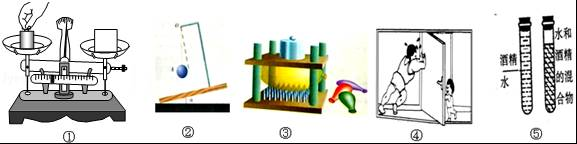 酒精
水
水和
酒精
的混
合物
① ② ③ ④ ⑤